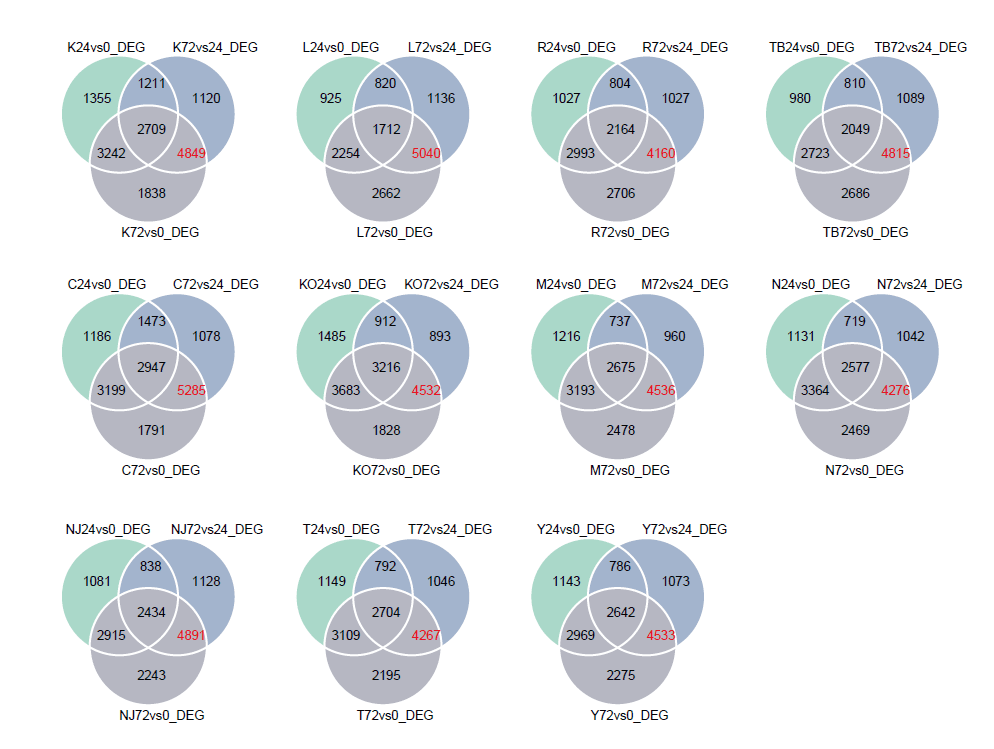 K24vs0_DEG K72vs24_DEG L24vs0_DEG L72vs24_DEG R24vs0_DEG R72vs24_DEG TB24vs0_DEG TB72vs24_DEG
1211 820 804 810
1355 1120 925 1136 1027 1027 980 1089
2709 1712 2164 2049
3242 4849 2254 5040 2993 4160 2723 4815
1838 2662 2706 2686
K72vs0_DEG L72vs0_DEG R72vs0_DEG TB72vs0_DEG
C24vs0_DEG C72vs24_DEG KO24vs0_DEG KO72vs24_DEG M24vs0_DEG M72vs24_DEG N24vs0_DEG N72vs24_DEG
1473 912 737 719
1186 1078 1485 893 1216 960 1131 1042
2947 3216 2675 2577
3199 5285 3683 4532 3193 4536 3364 4276
1791 1828 2478 2469
C72vs0_DEG KO72vs0_DEG M72vs0_DEG N72vs0_DEG
NJ24vs0_DEG NJ72vs24_DEG T24vs0_DEG T72vs24_DEG Y24vs0_DEG Y72vs24_DEG
838 792 786
1081 1128 1149 1046 1143 1073
2434 2704 2642
2915 4891 3109 4267 2969 4533
2243 2195 2275
NJ72vs0_DEG T72vs0_DEG Y72vs0_DEG